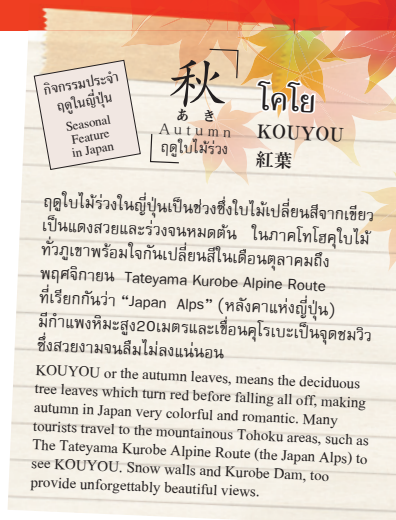 กิจกรรมประจำ
ฤดูในญี่ปุ่น
Seasonal
Feature
in Japan
秋
あき
Autumn
ฤดูใบไม้ร่วง
โคโย
KOUYOU
紅葉
ฤดูใบไม้ร่วงในญี่ปุ่นเป็นช่วงซึ่งใบไม้เปลี่ยนสีจากเขียว
เป็นแดงสวยและร่วงจนหมดต้น ในภาคโทโฮคุใบไม้
ทั่วภูเขาพร้อมใจกันเปลี่ยนสีในเดือนตุลาคมถึง
พฤศจิกายน Tateyama Kurobe Alpine Route
ที่เรียกกันว่า “Japan Alps” (หลังคาแห่งญี่ปุ่น)
มีกำแพงหิมะสูง20เมตรและเขื่อนคุโรเบะเป็นจุดชมวิว
ซึ่งสวยงามจนลืมไม่ลงแน่นอน
KOUYOU or the autumn leaves, means the deciduous
tree leaves which turn red before falling all off, making
autumn in Japan very colorful and romantic. Many
tourists travel to the mountainous Tohoku areas, such as
The Tateyama Kurobe Alpine Route (the Japan Alps) to
see KOUYOU. Snow walls and Kurobe Dam, too
provide unforgettably beautiful views.